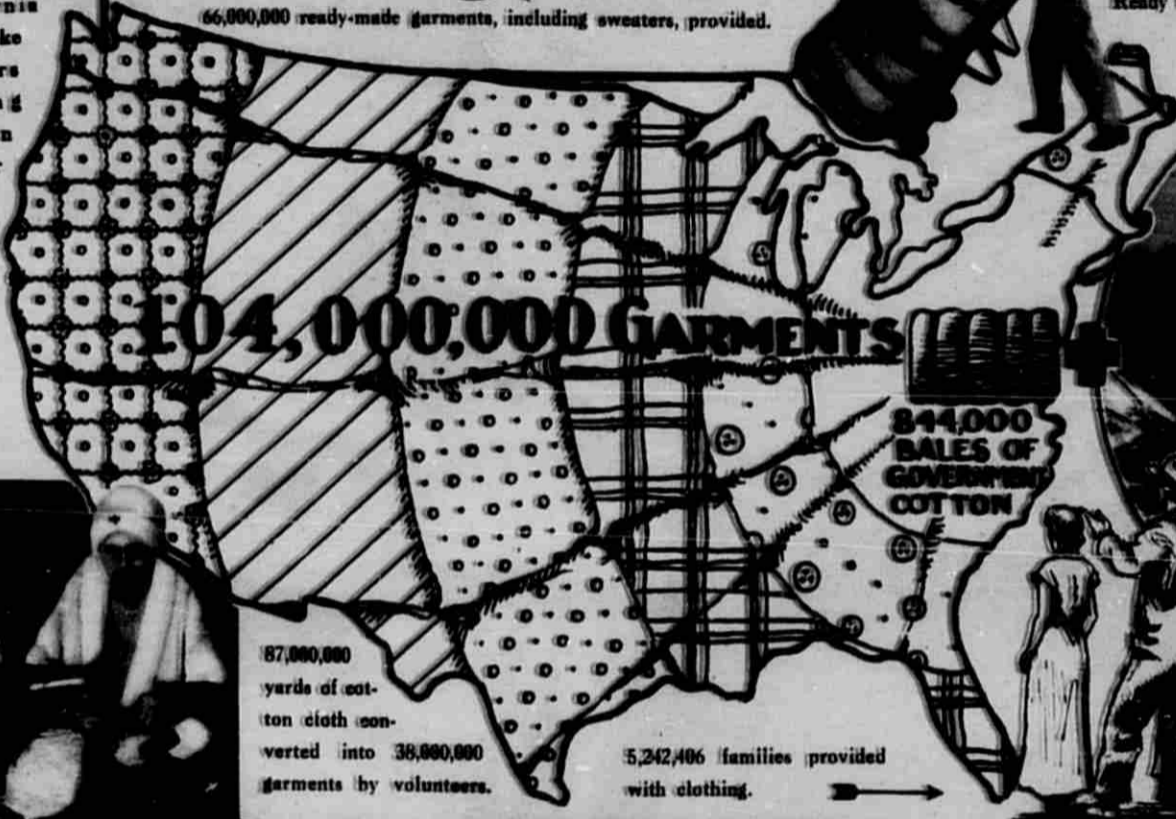 66,000,000 ready-made garments, including sweaters, provided.
104,000,000 GARMENTS
844,000
BALES OF
GOVERNMENT
COTTON
87,000,000
yards of cot-
ton cloth con-
verted into 38,000,000
garments by volunteers.
5,242,406 families provided
with clothing.